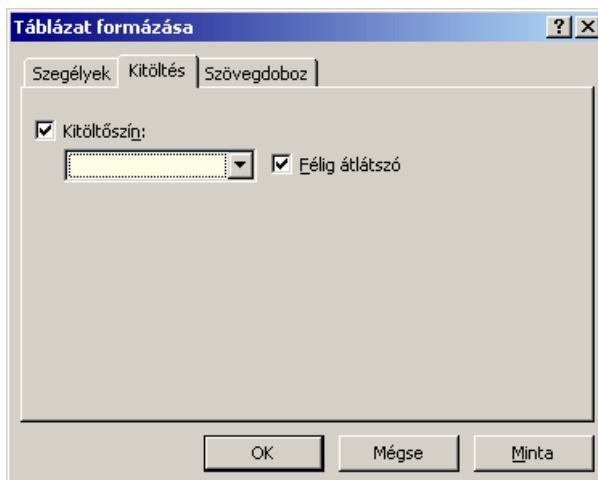 Táblázat formázása
Szegélyek Kitöltés Szövegdoboz
Kitöltőszín:
Félig átlátszó
OK Mégse Minta